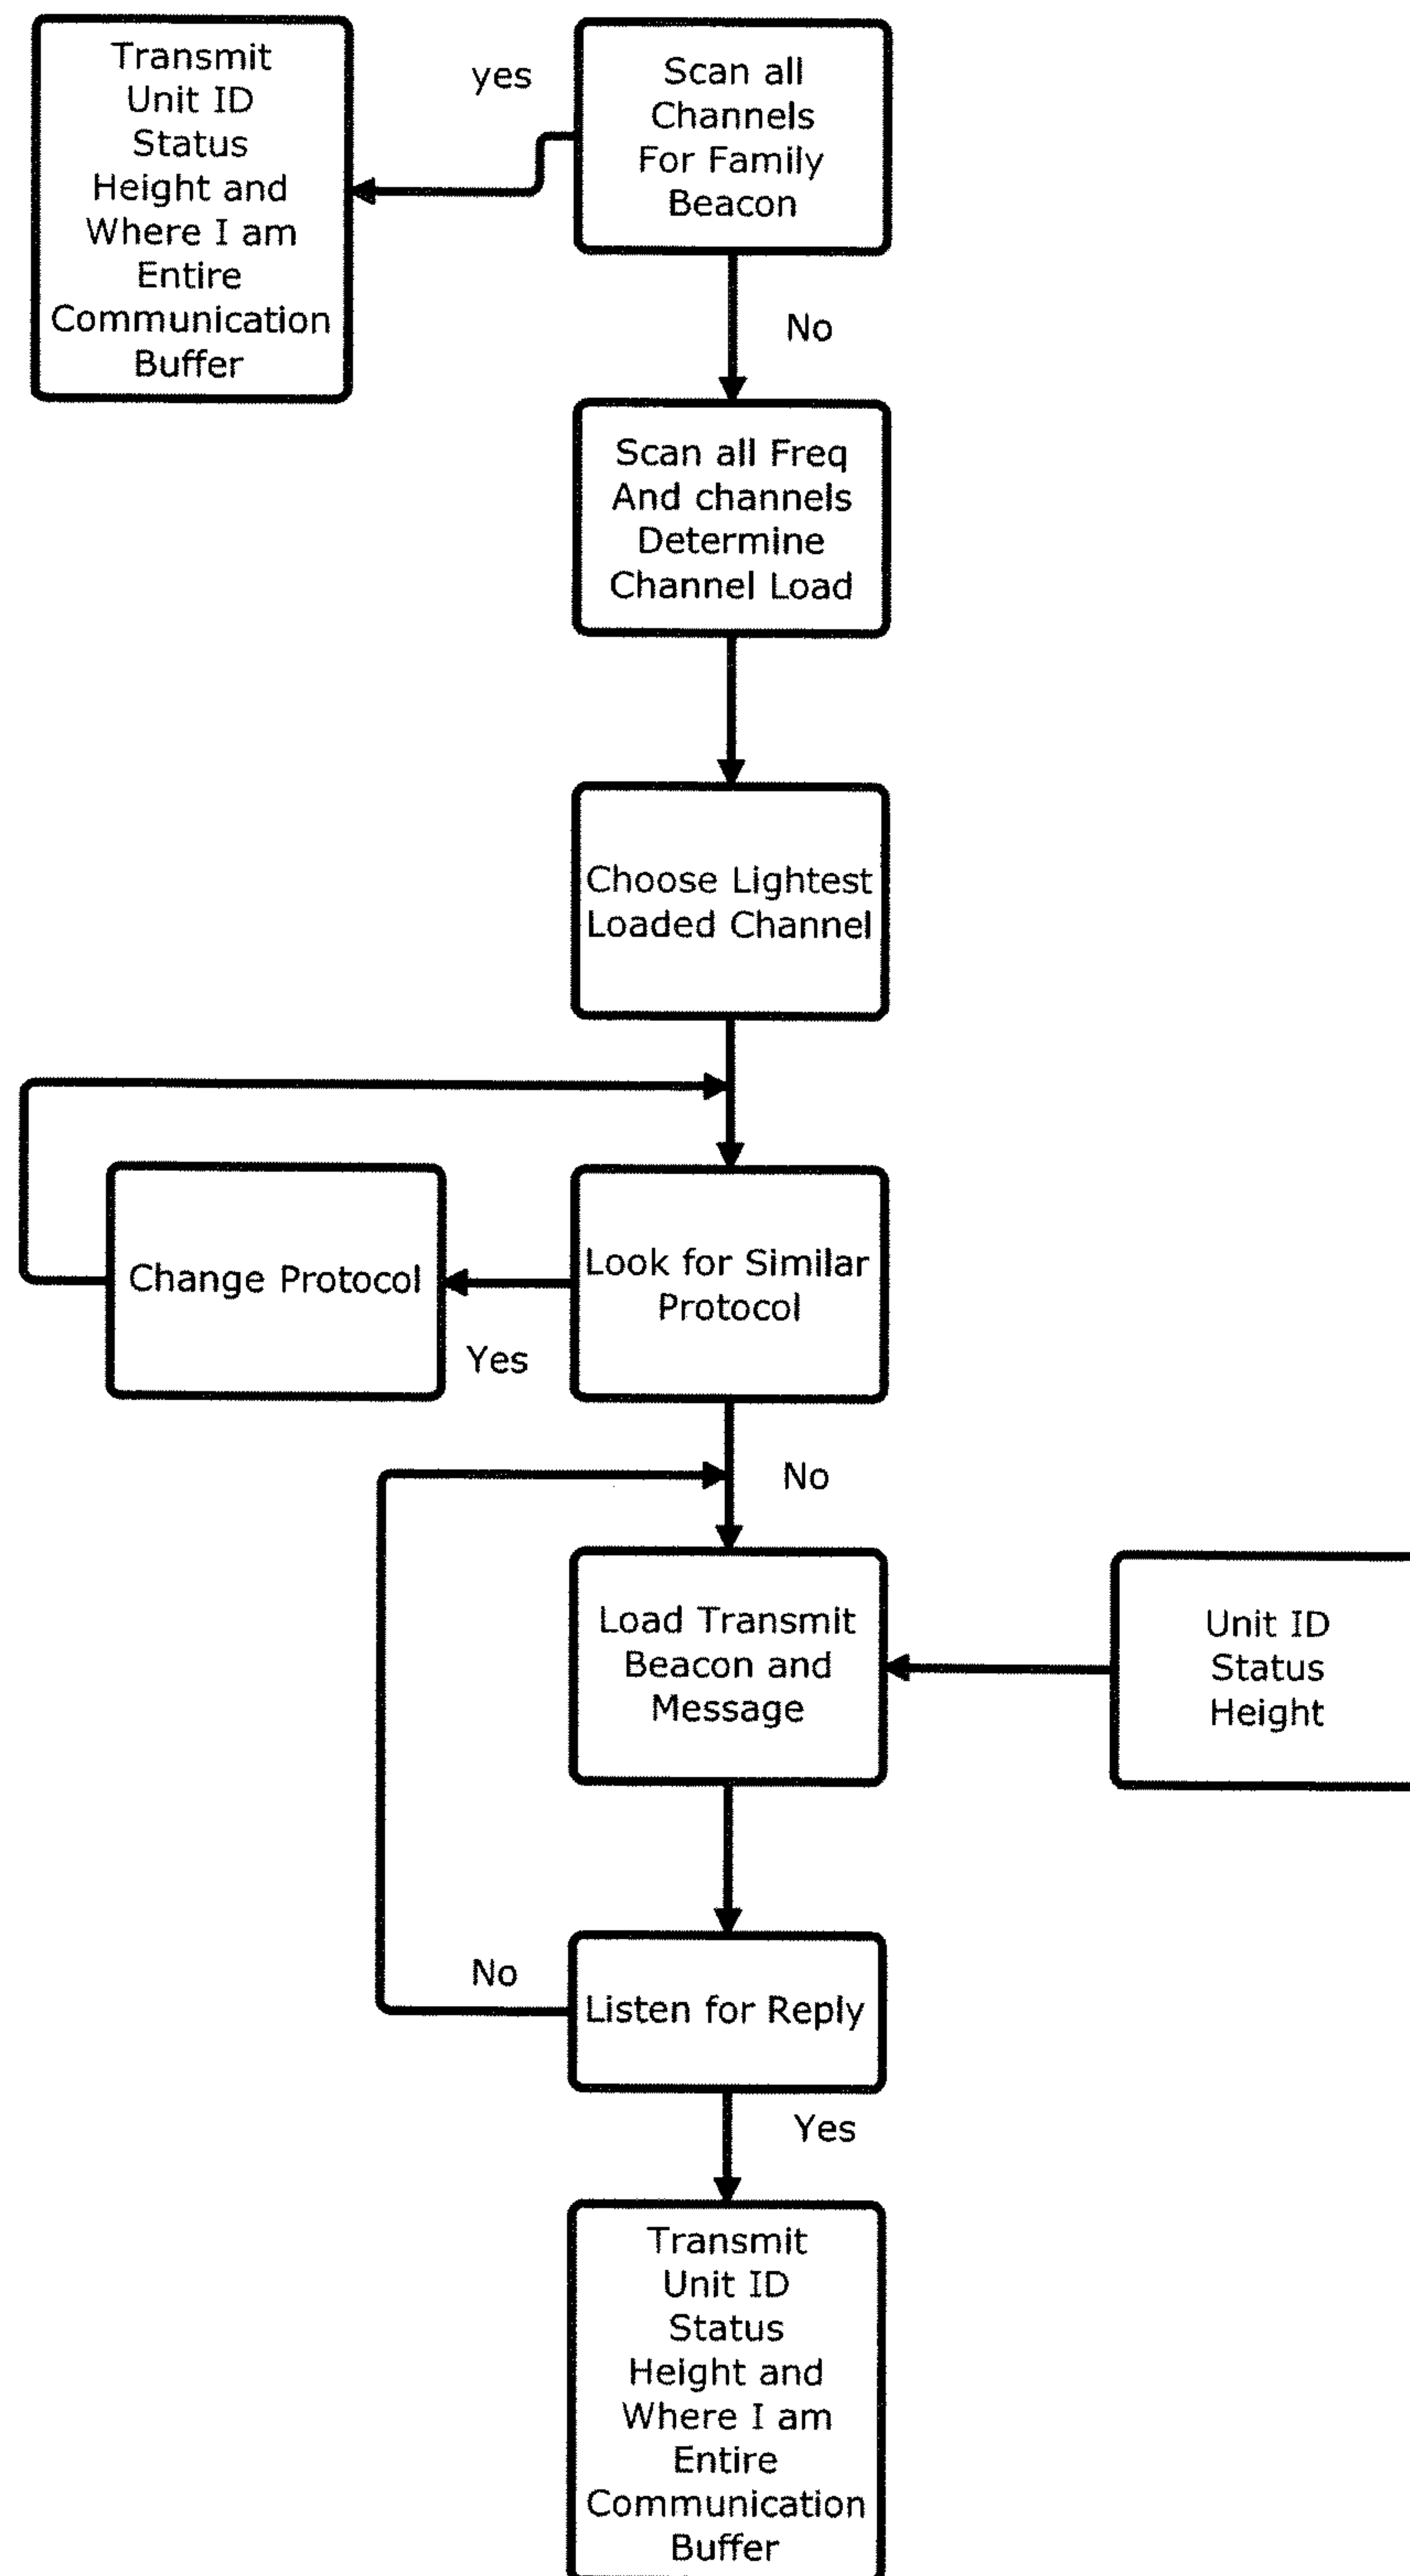 Transmit
Unit ID
Status
Height and
Where I am
Entire
Communication
Buffer
yes
Scan all
Channels
For Family
Beacon
No
Scan all Freq
And channels
Determine
Channel Load
Choose Lightest
Loaded Channel
Change Protocol
Look for Similar
Protocol
Yes
No
Load Transmit
Beacon and
Message
Unit ID
Status
Height
No
Listen for Reply
Yes
Transmit
Unit ID
Status
Height and
Where I am
Entire
Communication
Buffer